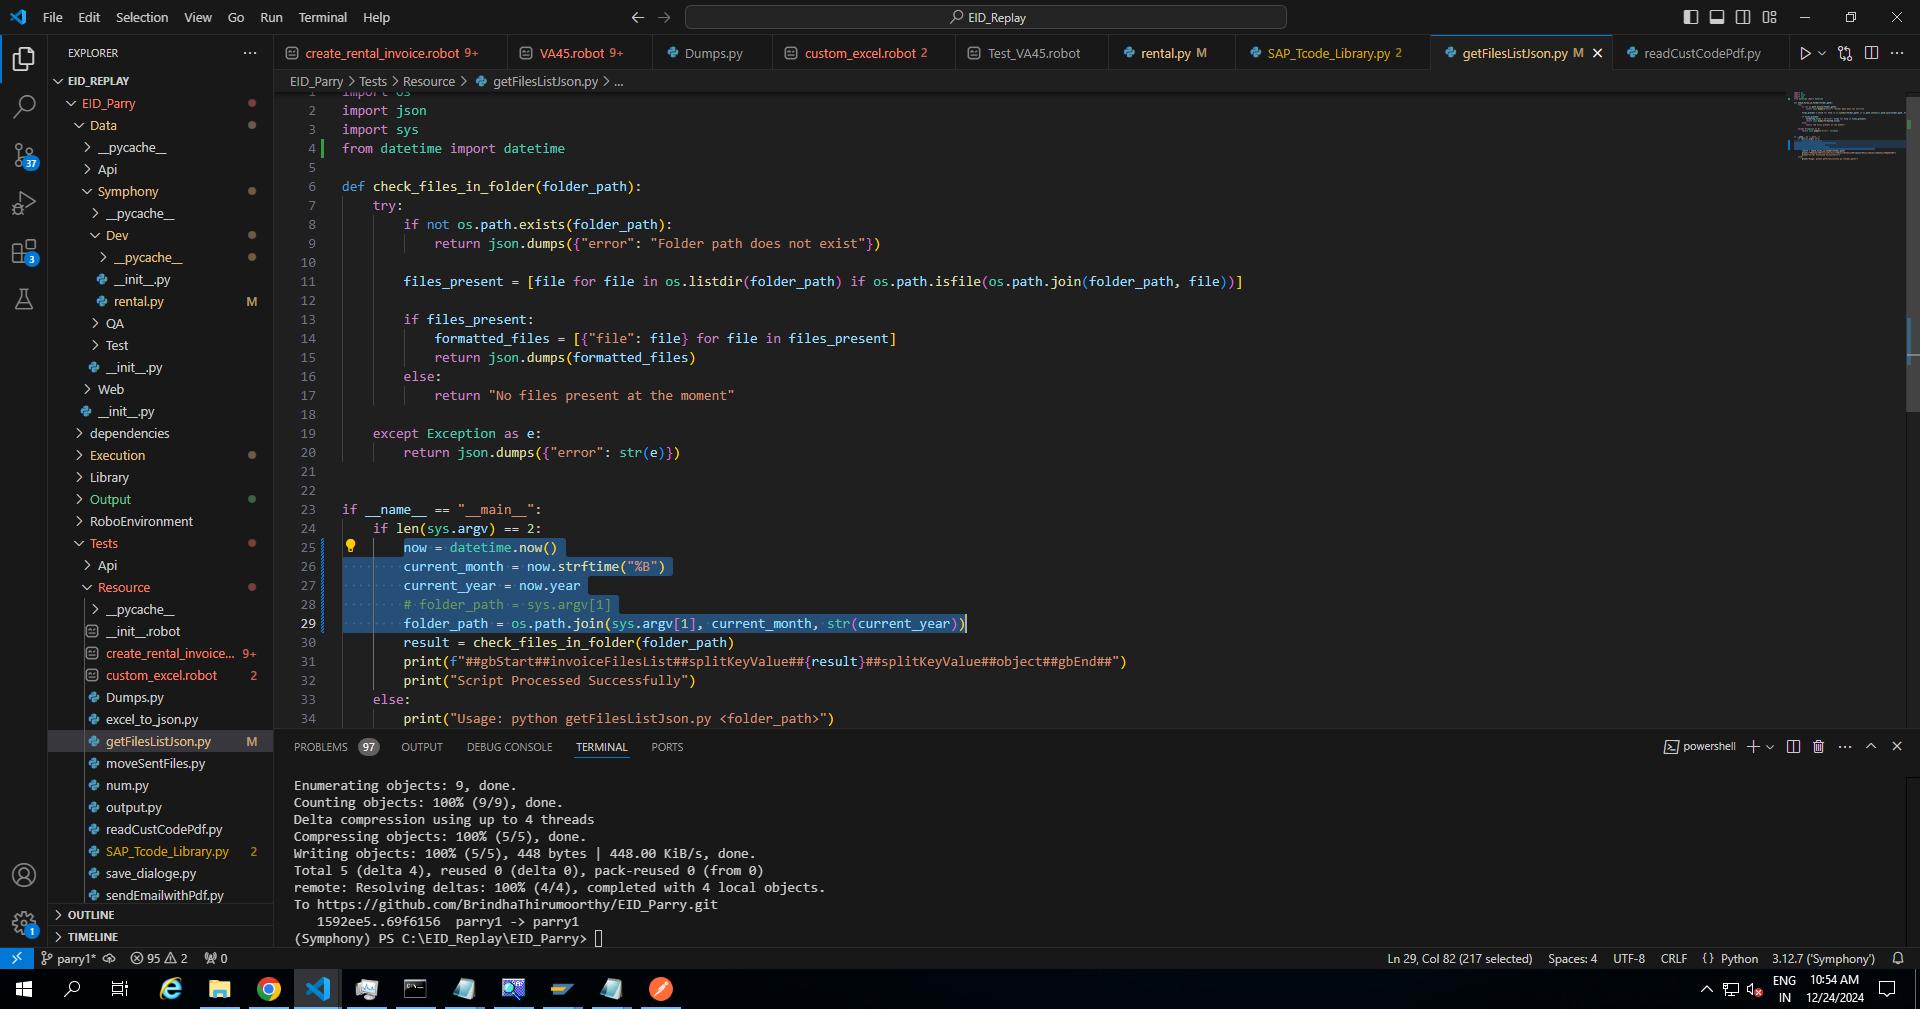 File Edit Selection View Go Run Terminal Help
EID_Replay
EXPLORER
create_rental_invoice.robot 9+
VA45.robot 9+
Dumps.py
custom_excel.robot 2
Test_VA45.robot
rental.py M
SAP_Tcode_Library.py 2
getFilesListJson.py M
readCustCodePdf.py
EID_REPLAY
EID_Parry
Data
__pycache__
Api
Symphony
__pycache__
Dev
__pycache__
__init__.py
rental.py M
QA
Test
__init__.py
Web
__init__.py
dependencies
Execution
Library
Output
RoboEnvironment
Tests
Api
Resource
__pycache__
__init__.robot
create_rental_invoice... 9+
custom_excel.robot 2
Dumps.py
excel_to_json.py
getFilesListJson.py M
moveSentFiles.py
num.py
output.py
readCustCodePdf.py
SAP_Tcode_Library.py 2
save_dialoge.py
sendEmailwithPdf.py
OUTLINE
TIMELINE
37
3
1
EID_Parry > Tests > Resource > getFilesListJson.py > ...
1 import os
2 import json
3 import sys
4 from datetime import datetime
5
6 def check_files_in_folder(folder_path):
7 try:
8 if not os.path.exists(folder_path):
9 return json.dumps({"error": "Folder path does not exist"})
10
11 files_present = [file for file in os.listdir(folder_path) if os.path.isfile(os.path.join(folder_path, file))]
12
13 if files_present:
14 formatted_files = [{"file": file} for file in files_present]
15 return json.dumps(formatted_files)
16 else:
17 return "No files present at the moment"
18
19 except Exception as e:
20 return json.dumps({"error": str(e)})
21
22
23 if __name__ == "__main__":
24 if len(sys.argv) == 2:
25 now = datetime.now()
26 current_month = now.strftime("%B")
27 current_year = now.year
28 # folder_path = sys.argv[1]
29 folder_path = os.path.join(sys.argv[1], current_month, str(current_year))
30 result = check_files_in_folder(folder_path)
31 print(f"##gbStart##invoiceFilesList##splitKeyValue##{result}##splitKeyValue##object##gbEnd##")
32 print("Script Processed Successfully")
33 else:
34 print("Usage: python getFilesListJson.py <folder_path>")
PROBLEMS 97 OUTPUT DEBUG CONSOLE TERMINAL PORTS
powershell
Enumerating objects: 9, done.
Counting objects: 100% (9/9), done.
Delta compression using up to 4 threads
Compressing objects: 100% (5/5), done.
Writing objects: 100% (5/5), 448 bytes | 448.00 KiB/s, done.
Total 5 (delta 4), reused 0 (delta 0), pack-reused 0 (from 0)
remote: Resolving deltas: 100% (4/4), completed with 4 local objects.
To https://github.com/BrindhaThirumoorthy/EID_Parry.git
1592ee5..69f6156 parry1 -> parry1
(Symphony) PS C:\EID_Replay\EID_Parry>
parry1* 95 2 0
Ln 29, Col 82 (217 selected) Spaces: 4 UTF-8 CRLF {} Python 3.12.7 ('Symphony')
ENG
IN
10:54 AM
12/24/2024